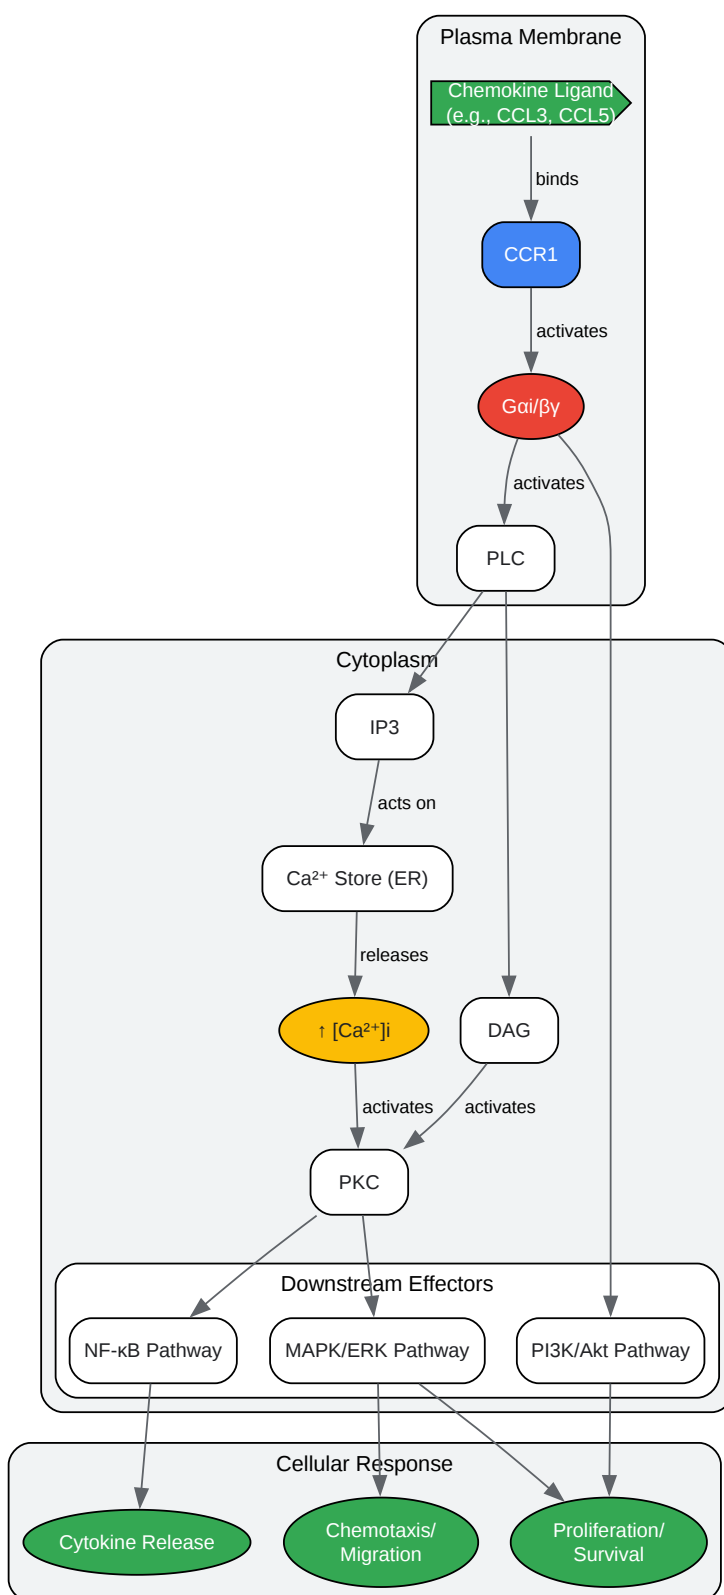 Plasma Membrane
Chemokine Ligand
(e.g., CCL3, CCL5)
binds
CCR1
activates
Gαi/βγ
activates
PLC
Cytoplasm
IP3
acts on
Ca²⁺ Store (ER)
releases
↑ [Ca²⁺]i
DAG
activates
activates
PKC
Downstream Effectors
NF-κB Pathway
MAPK/ERK Pathway
PI3K/Akt Pathway
Cellular Response
Cytokine Release
Chemotaxis/
Migration
Proliferation/
Survival